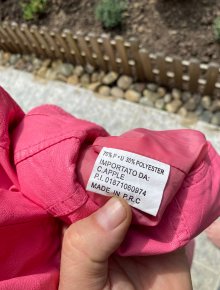 70% P•U 30% POLYESTER
IMPORTATO DA:
C.APPLE
P.I.01871060974
MADE IN P.R.C